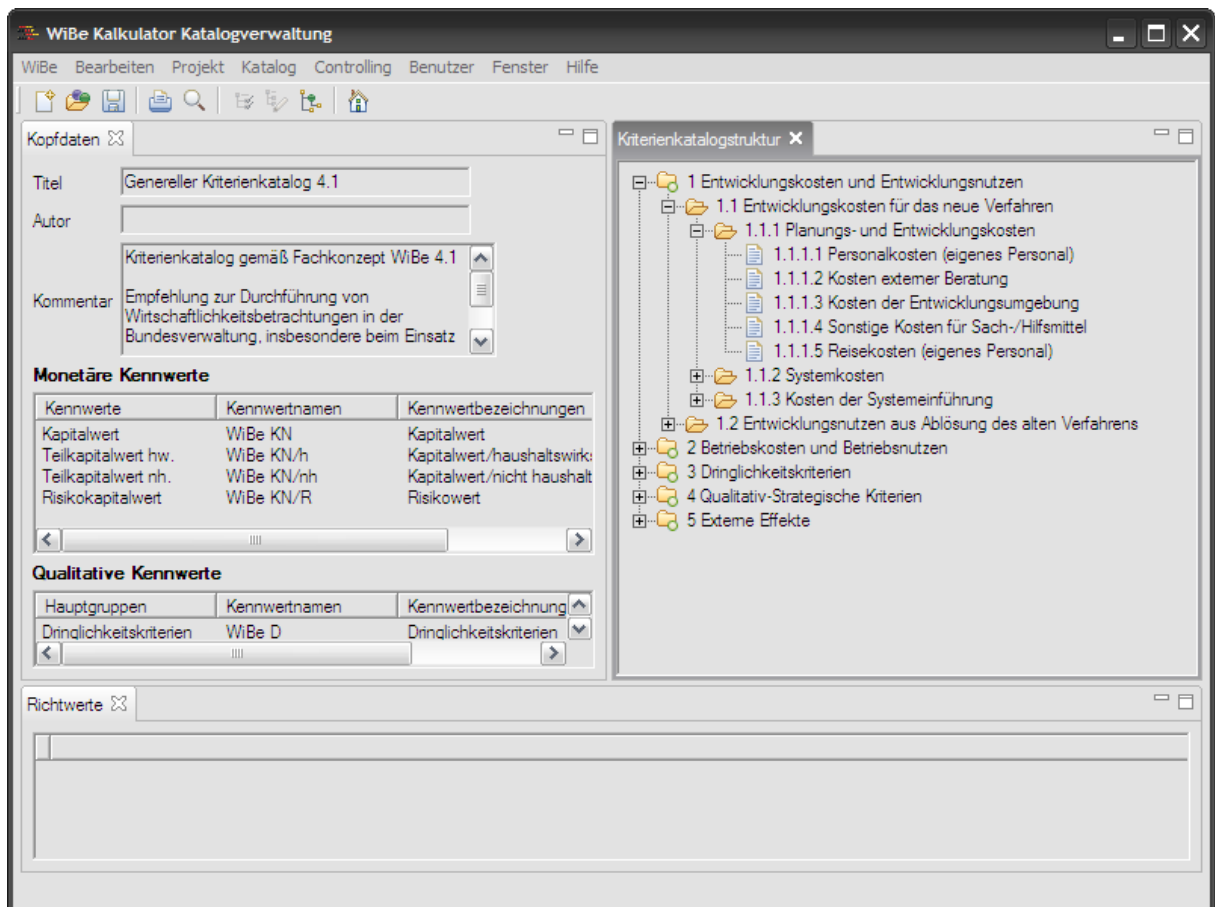 WiBe Kalkulator Katalogverwaltung
WiBe Bearbeiten Projekt Katalog Controlling Benutzer Fenster Hilfe
Kopfdaten
Titel Genereller Kriterienkatalog 4.1
Autor
Kommentar
Kriterienkatalog gemäß Fachkonzept WiBe 4.1
Empfehlung zur Durchführung von
Wirtschaftlichkeitsbetrachtungen in der
Bundesverwaltung, insbesondere beim Einsatz
Monetäre Kennwerte
Kennwerte Kennwertnamen Kennwertbezeichnungen
Kapitalwert WiBe KN Kapitalwert
Teilkapitalwert hw. WiBe KN/h Kapitalwert/haushaltswirks
Teilkapitalwert nh. WiBe KN/nh Kapitalwert/nicht haushalt
Risikokapitalwert WiBe KN/R Risikowert
Qualitative Kennwerte
Hauptgruppen Kennwertnamen Kennwertbezeichnung
Dringlichkeitskriterien WiBe D Dringlichkeitskriterien
Kriterienkatalogstruktur
1 Entwicklungskosten und Entwicklungsnutzen
1.1 Entwicklungskosten für das neue Verfahren
1.1.1 Planungs- und Entwicklungskosten
1.1.1.1 Personalkosten (eigenes Personal)
1.1.1.2 Kosten externer Beratung
1.1.1.3 Kosten der Entwicklungsumgebung
1.1.1.4 Sonstige Kosten für Sach-/Hilfsmittel
1.1.1.5 Reisekosten (eigenes Personal)
1.1.2 Systemkosten
1.1.3 Kosten der Systemeinführung
1.2 Entwicklungsnutzen aus Ablösung des alten Verfahrens
2 Betriebskosten und Betriebsnutzen
3 Dringlichkeitskriterien
4 Qualitativ-Strategische Kriterien
5 Externe Effekte
Richtwerte